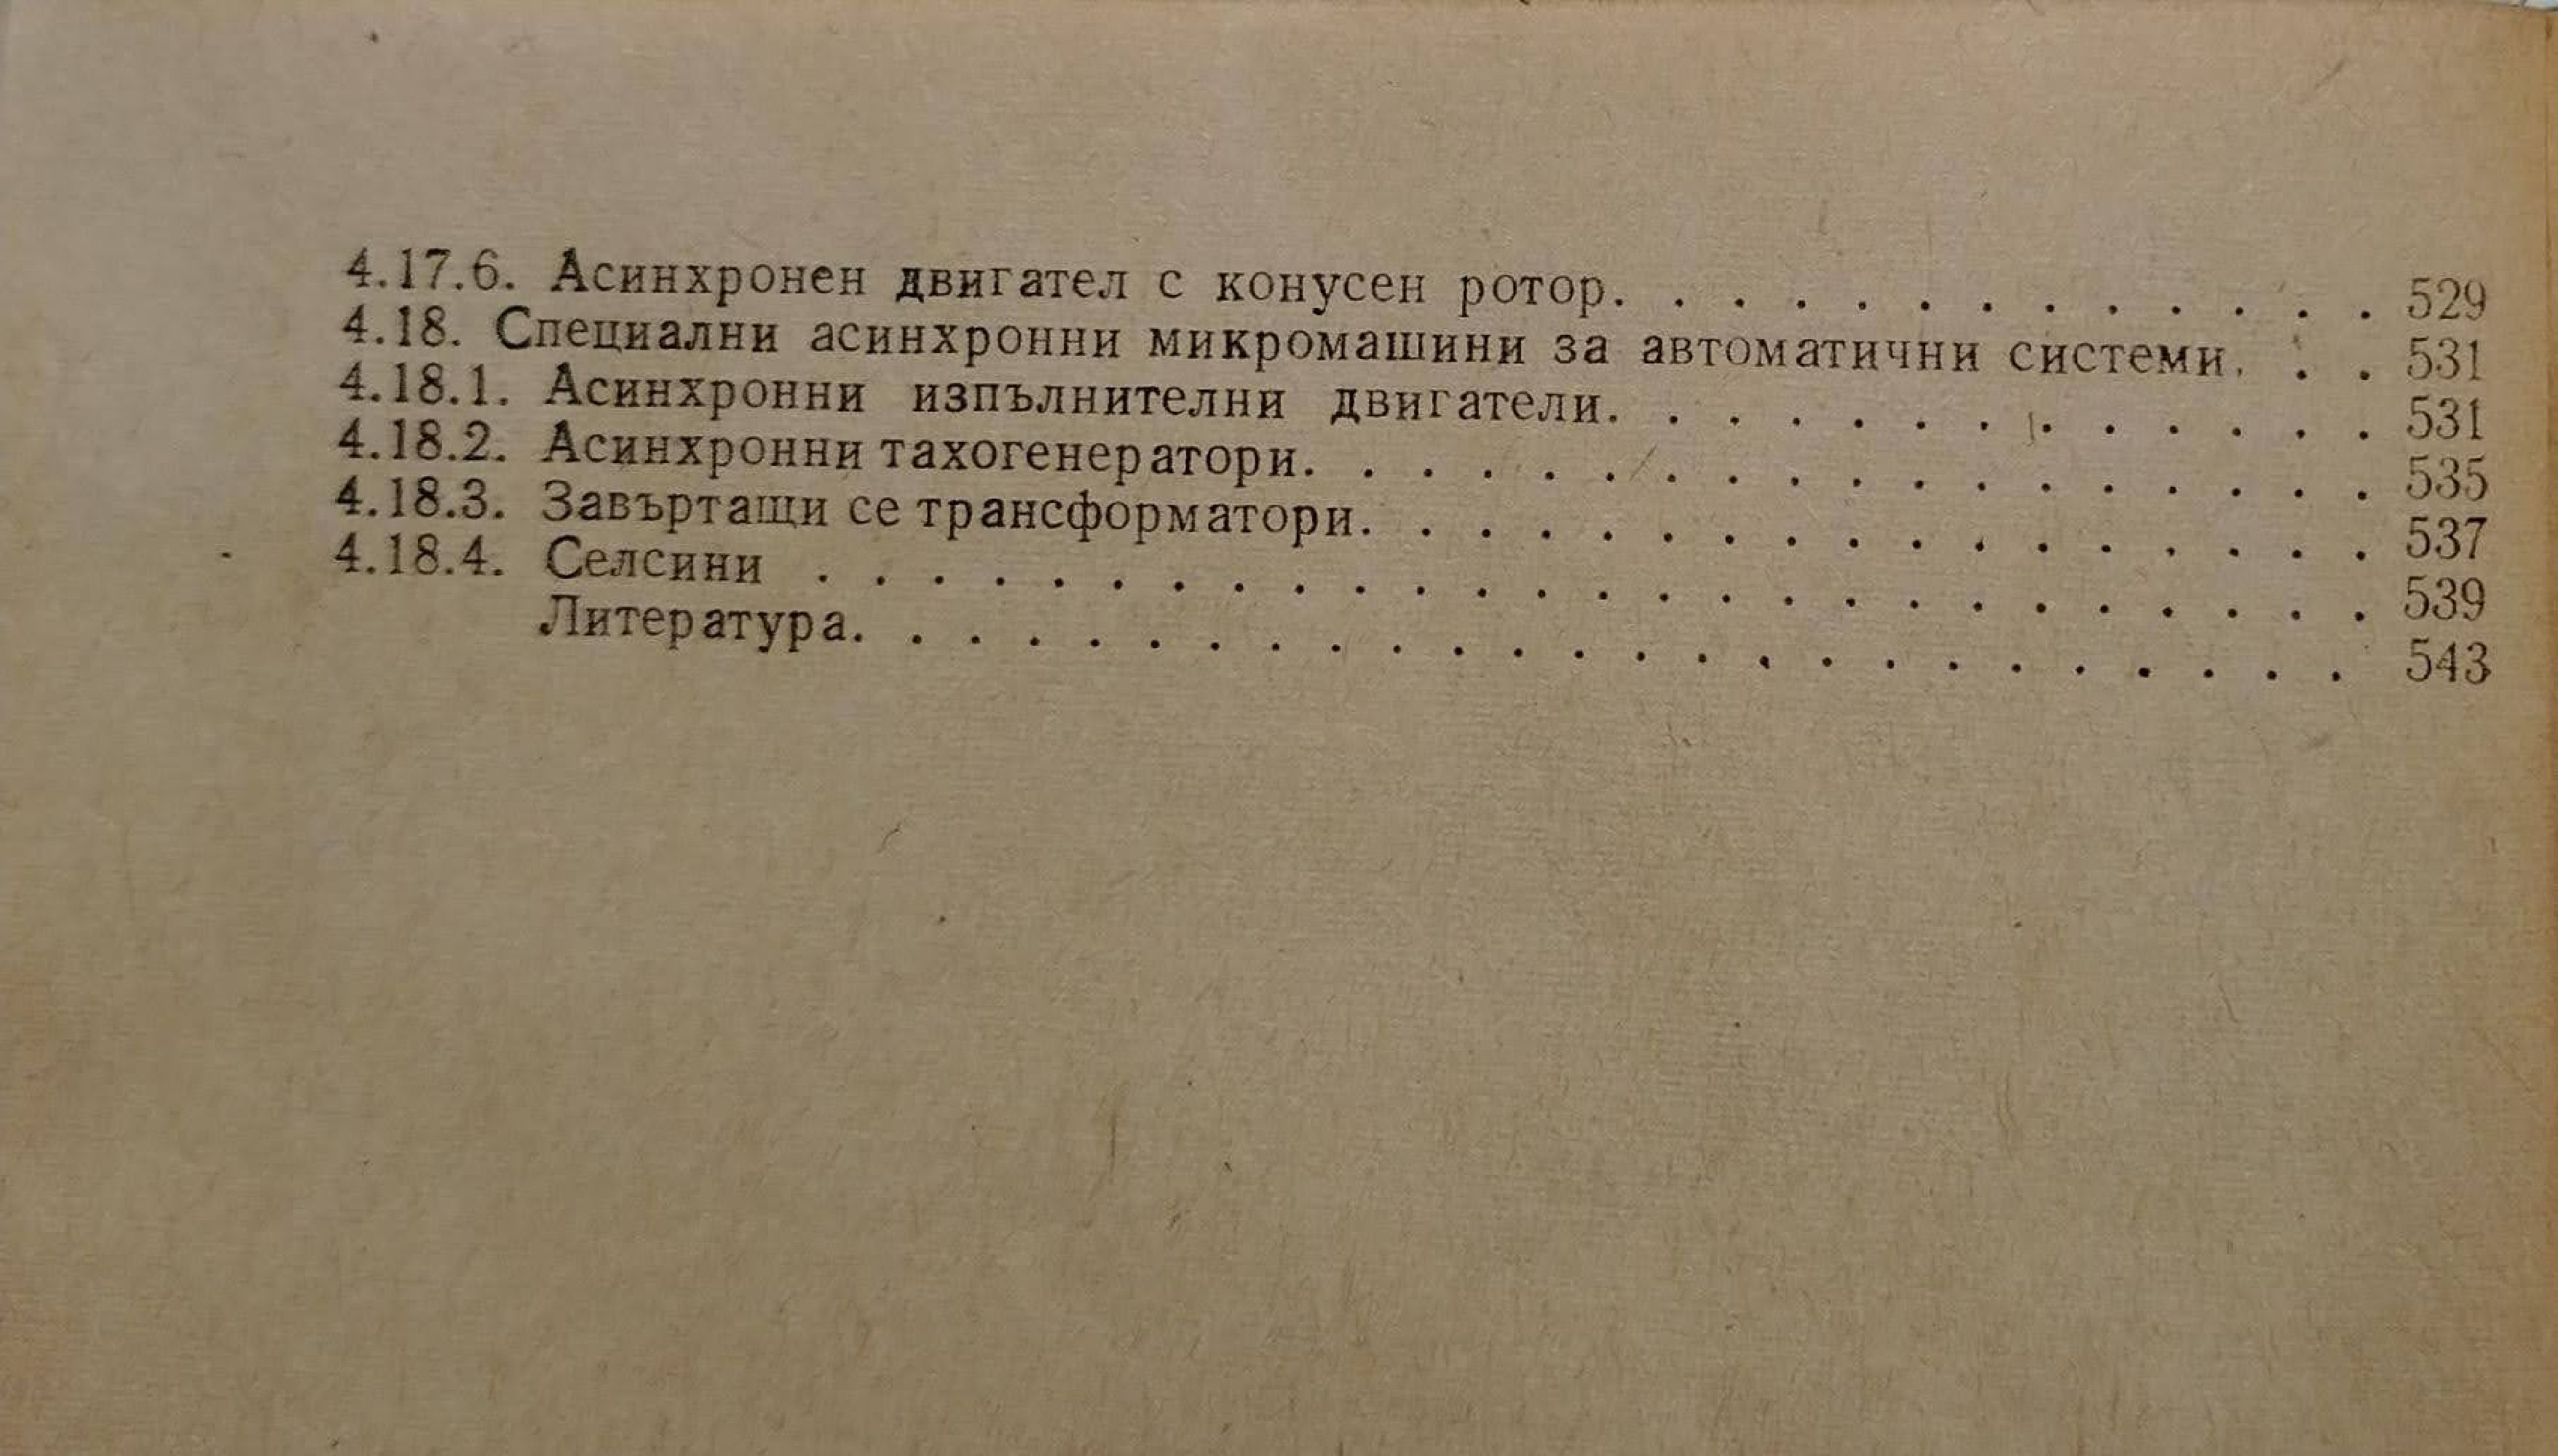 4.17.6. Асинхронен двигател с конусен ротор. . . . . . . . . . . . . 529
4.18. Специални асинхронни микромашини за автоматични системи. . . 531
4.18.1. Асинхронни изпълнителни двигатели. . . . . . . . . . . . . 531
4.18.2. Асинхронни тахогенератори. . . . . . . . . . . . . . . . . . 535
4.18.3. Завъртащи се трансформатори. . . . . . . . . . . . . . . . . 537
4.18.4. Селсини . . . . . . . . . . . . . . . . . . . . . . . . . . 539
Литература. . . . . . . . . . . . . . . . . . . . . . . . . 543